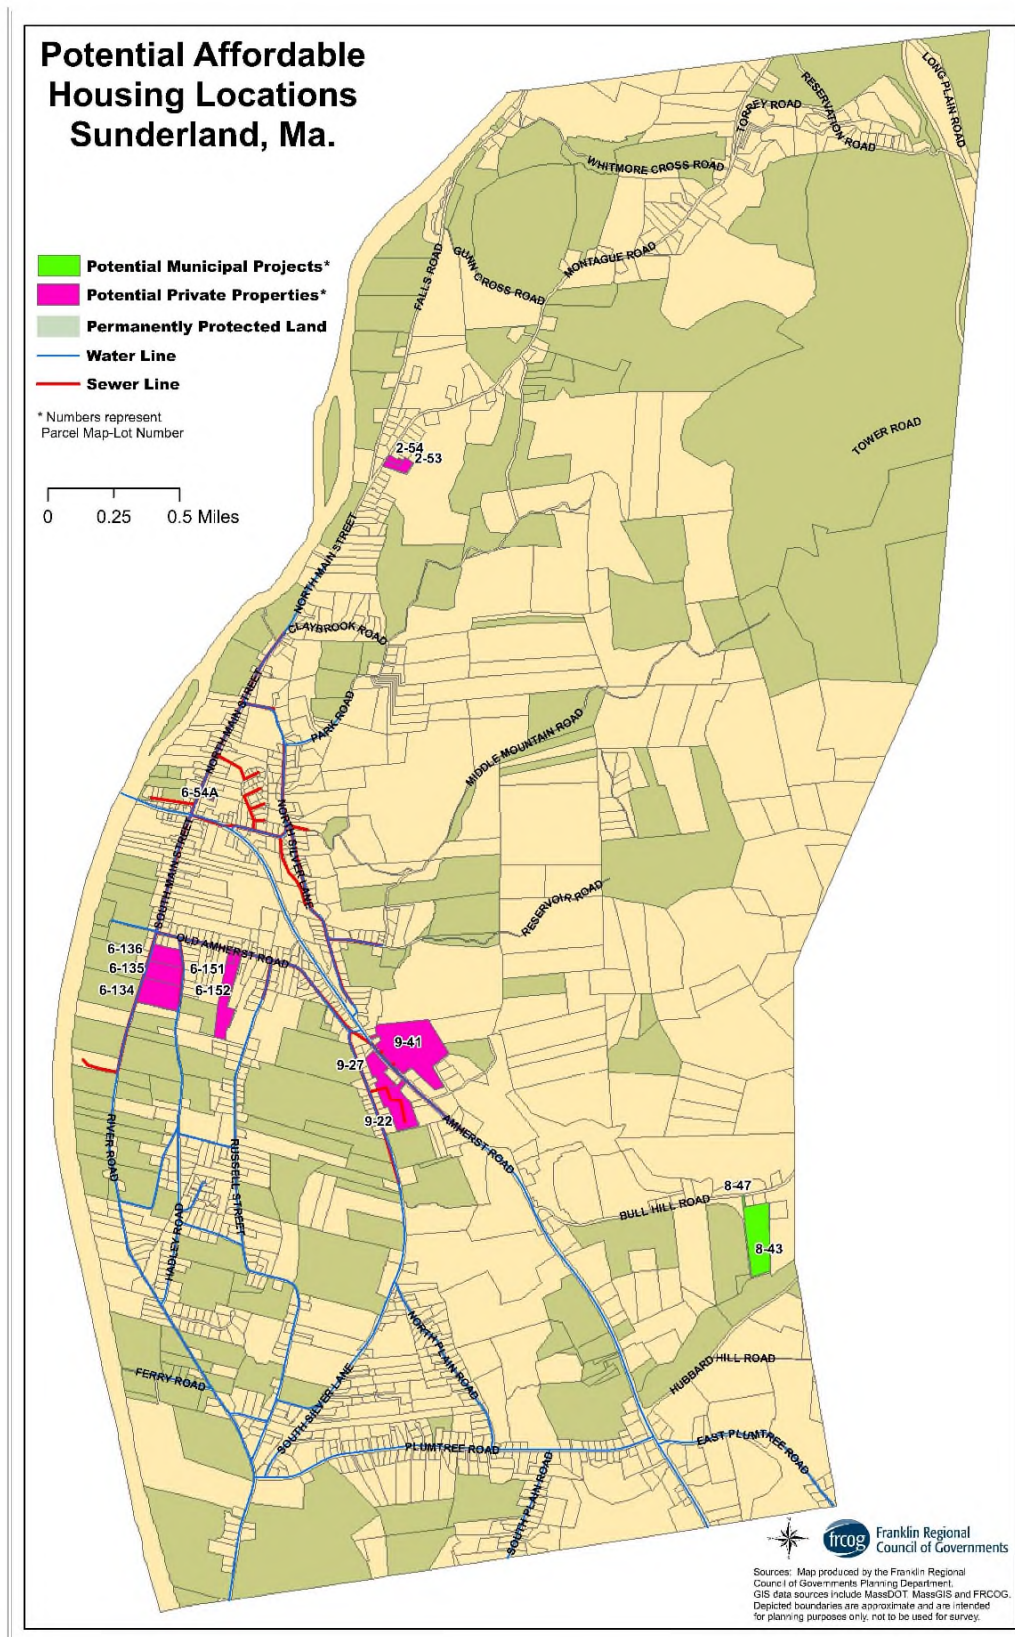 Potential Affordable
Housing Locations
Sunderland, Ma.
Potential Municipal Projects*
Potential Private Properties*
Permanently Protected Land
Water Line
Sewer Line
* Numbers represent
Parcel Map-Lot Number
0 0.25 0.5 Miles
LONG PLAIN ROAD
RESERVATION ROAD
TORREY ROAD
WHITMORE CROSS ROAD
MONTAGUE ROAD
GUNN CROSS ROAD
FALLS ROAD
TOWER ROAD
2-54
2-53
NORTH MAIN STREET
CLAYBROOK ROAD
NORTH MAIN STREET
PARK ROAD
MIDDLE MOUNTAIN ROAD
6-54A
NORTH SILVER LANE
SOUTH MAIN STREET
RESERVOIR ROAD
OLD AMHERST ROAD
6-136
6-135
6-134
6-151
6-152
9-41
9-27
9-22
AMHERST ROAD
RIVER ROAD
RUSSELL STREET
HADLEY ROAD
8-47
BULL HILL ROAD
8-43
NORTH PLAIN ROAD
HUBBARD HILL ROAD
FERRY ROAD
SOUTH SILVER LANE
PLUMTREE ROAD
EAST PLUMTREE ROAD
SOUTH PLAIN ROAD
frcog
Franklin Regional
Council of Governments
Sources: Map produced by the Franklin Regional
Council of Governments Planning Department.
GIS data sources include MassDOT, MassGIS and FRCOG.
Depicted boundaries are approximate and are intended
for planning purposes only, not to be used for survey.